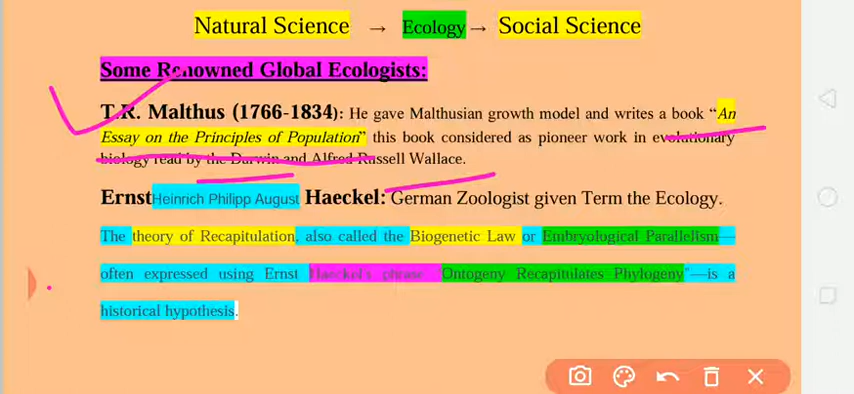 Natural Science → Ecology → Social Science
Some Renowned Global Ecologists:
T.R. Malthus (1766-1834): He gave Malthusian growth model and writes a book “An
Essay on the Principles of Population” this book considered as pioneer work in evolutionary
biology read by the Darwin and Alfred Russell Wallace.
Ernst Heinrich Philipp August Haeckel: German Zoologist given Term the Ecology.
The theory of Recapitulation, also called the Biogenetic Law or Embryological Parallelism—
often expressed using Ernst Haeckel's phrase "Ontogeny Recapitulates Phylogeny"—is a
historical hypothesis.